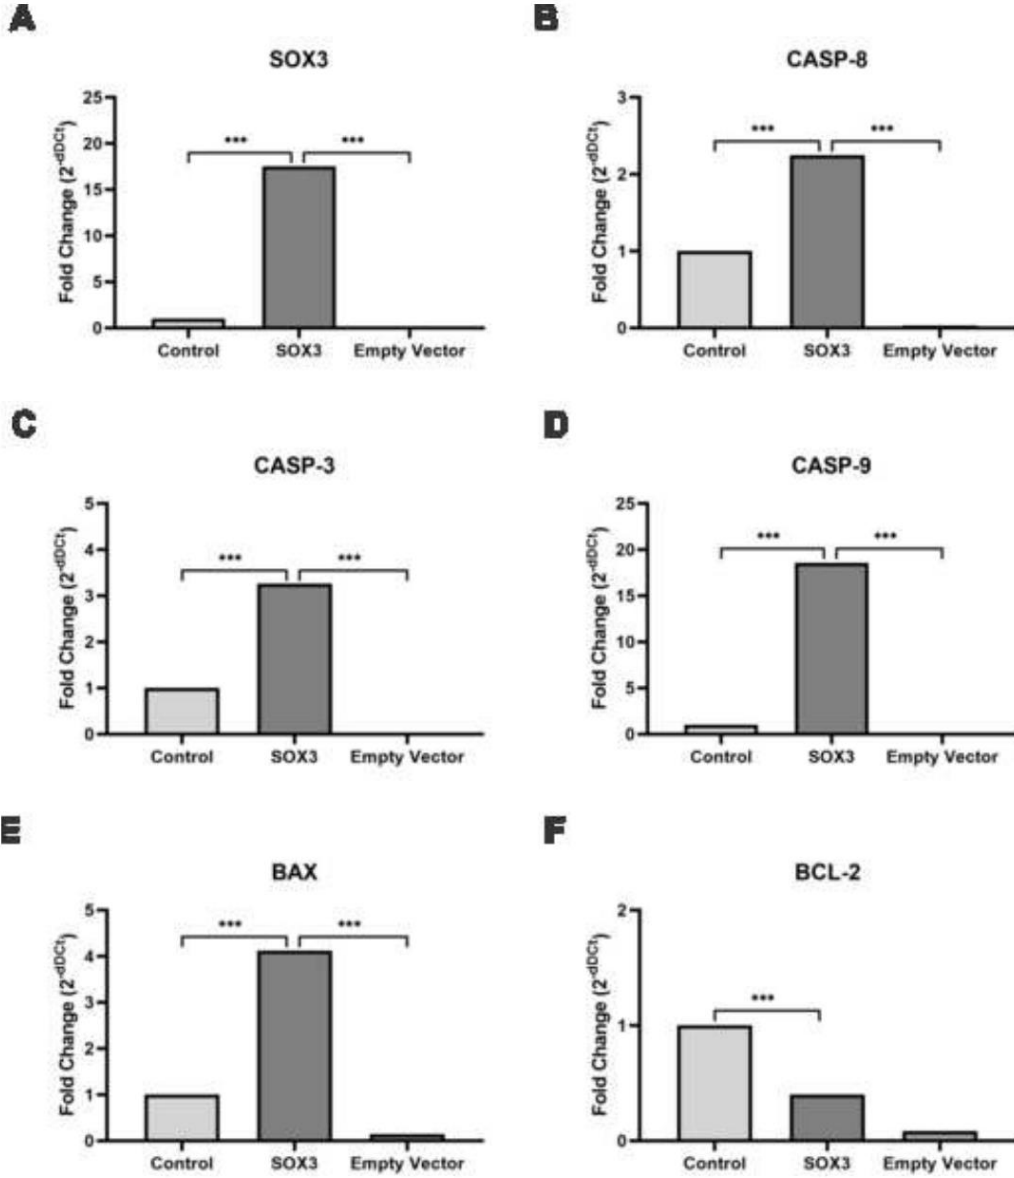 A
B
SOX3
CASP-8
Fold Change (2^-dDCt)
25
20
15
10
5
0
*** ***
Control SOX3 Empty Vector
Fold Change (2^-dDCt)
3
2
1
0
*** ***
Control SOX3 Empty Vector
C
D
CASP-3
CASP-9
Fold Change (2^-dDCt)
5
4
3
2
1
0
*** ***
Control SOX3 Empty Vector
Fold Change (2^-dDCt)
25
20
15
10
5
0
*** ***
Control SOX3 Empty Vector
E
F
BAX
BCL-2
Fold Change (2^-dDCt)
5
4
3
2
1
0
*** ***
Control SOX3 Empty Vector
Fold Change (2^-dDCt)
2
1
0
***
Control SOX3 Empty Vector